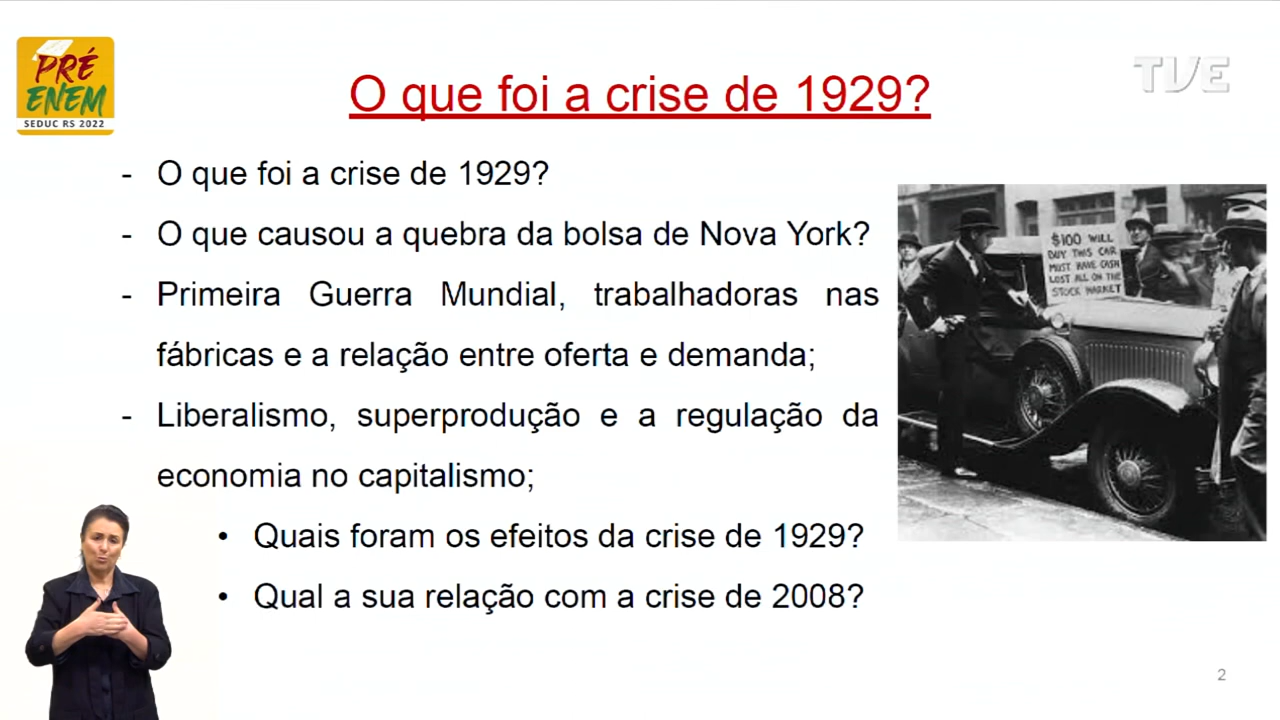 PRÉ
ENEM
SEDUC RS 2022
TVE
O que foi a crise de 1929?
- O que foi a crise de 1929?
- O que causou a quebra da bolsa de Nova York?
- Primeira Guerra Mundial, trabalhadoras nas
fábricas e a relação entre oferta e demanda;
- Liberalismo, superprodução e a regulação da
economia no capitalismo;
• Quais foram os efeitos da crise de 1929?
• Qual a sua relação com a crise de 2008?
$100 WILL
BUY THIS CAR
MUST HAVE CASH
LOST ALL ON THE
STOCK MARKET
2